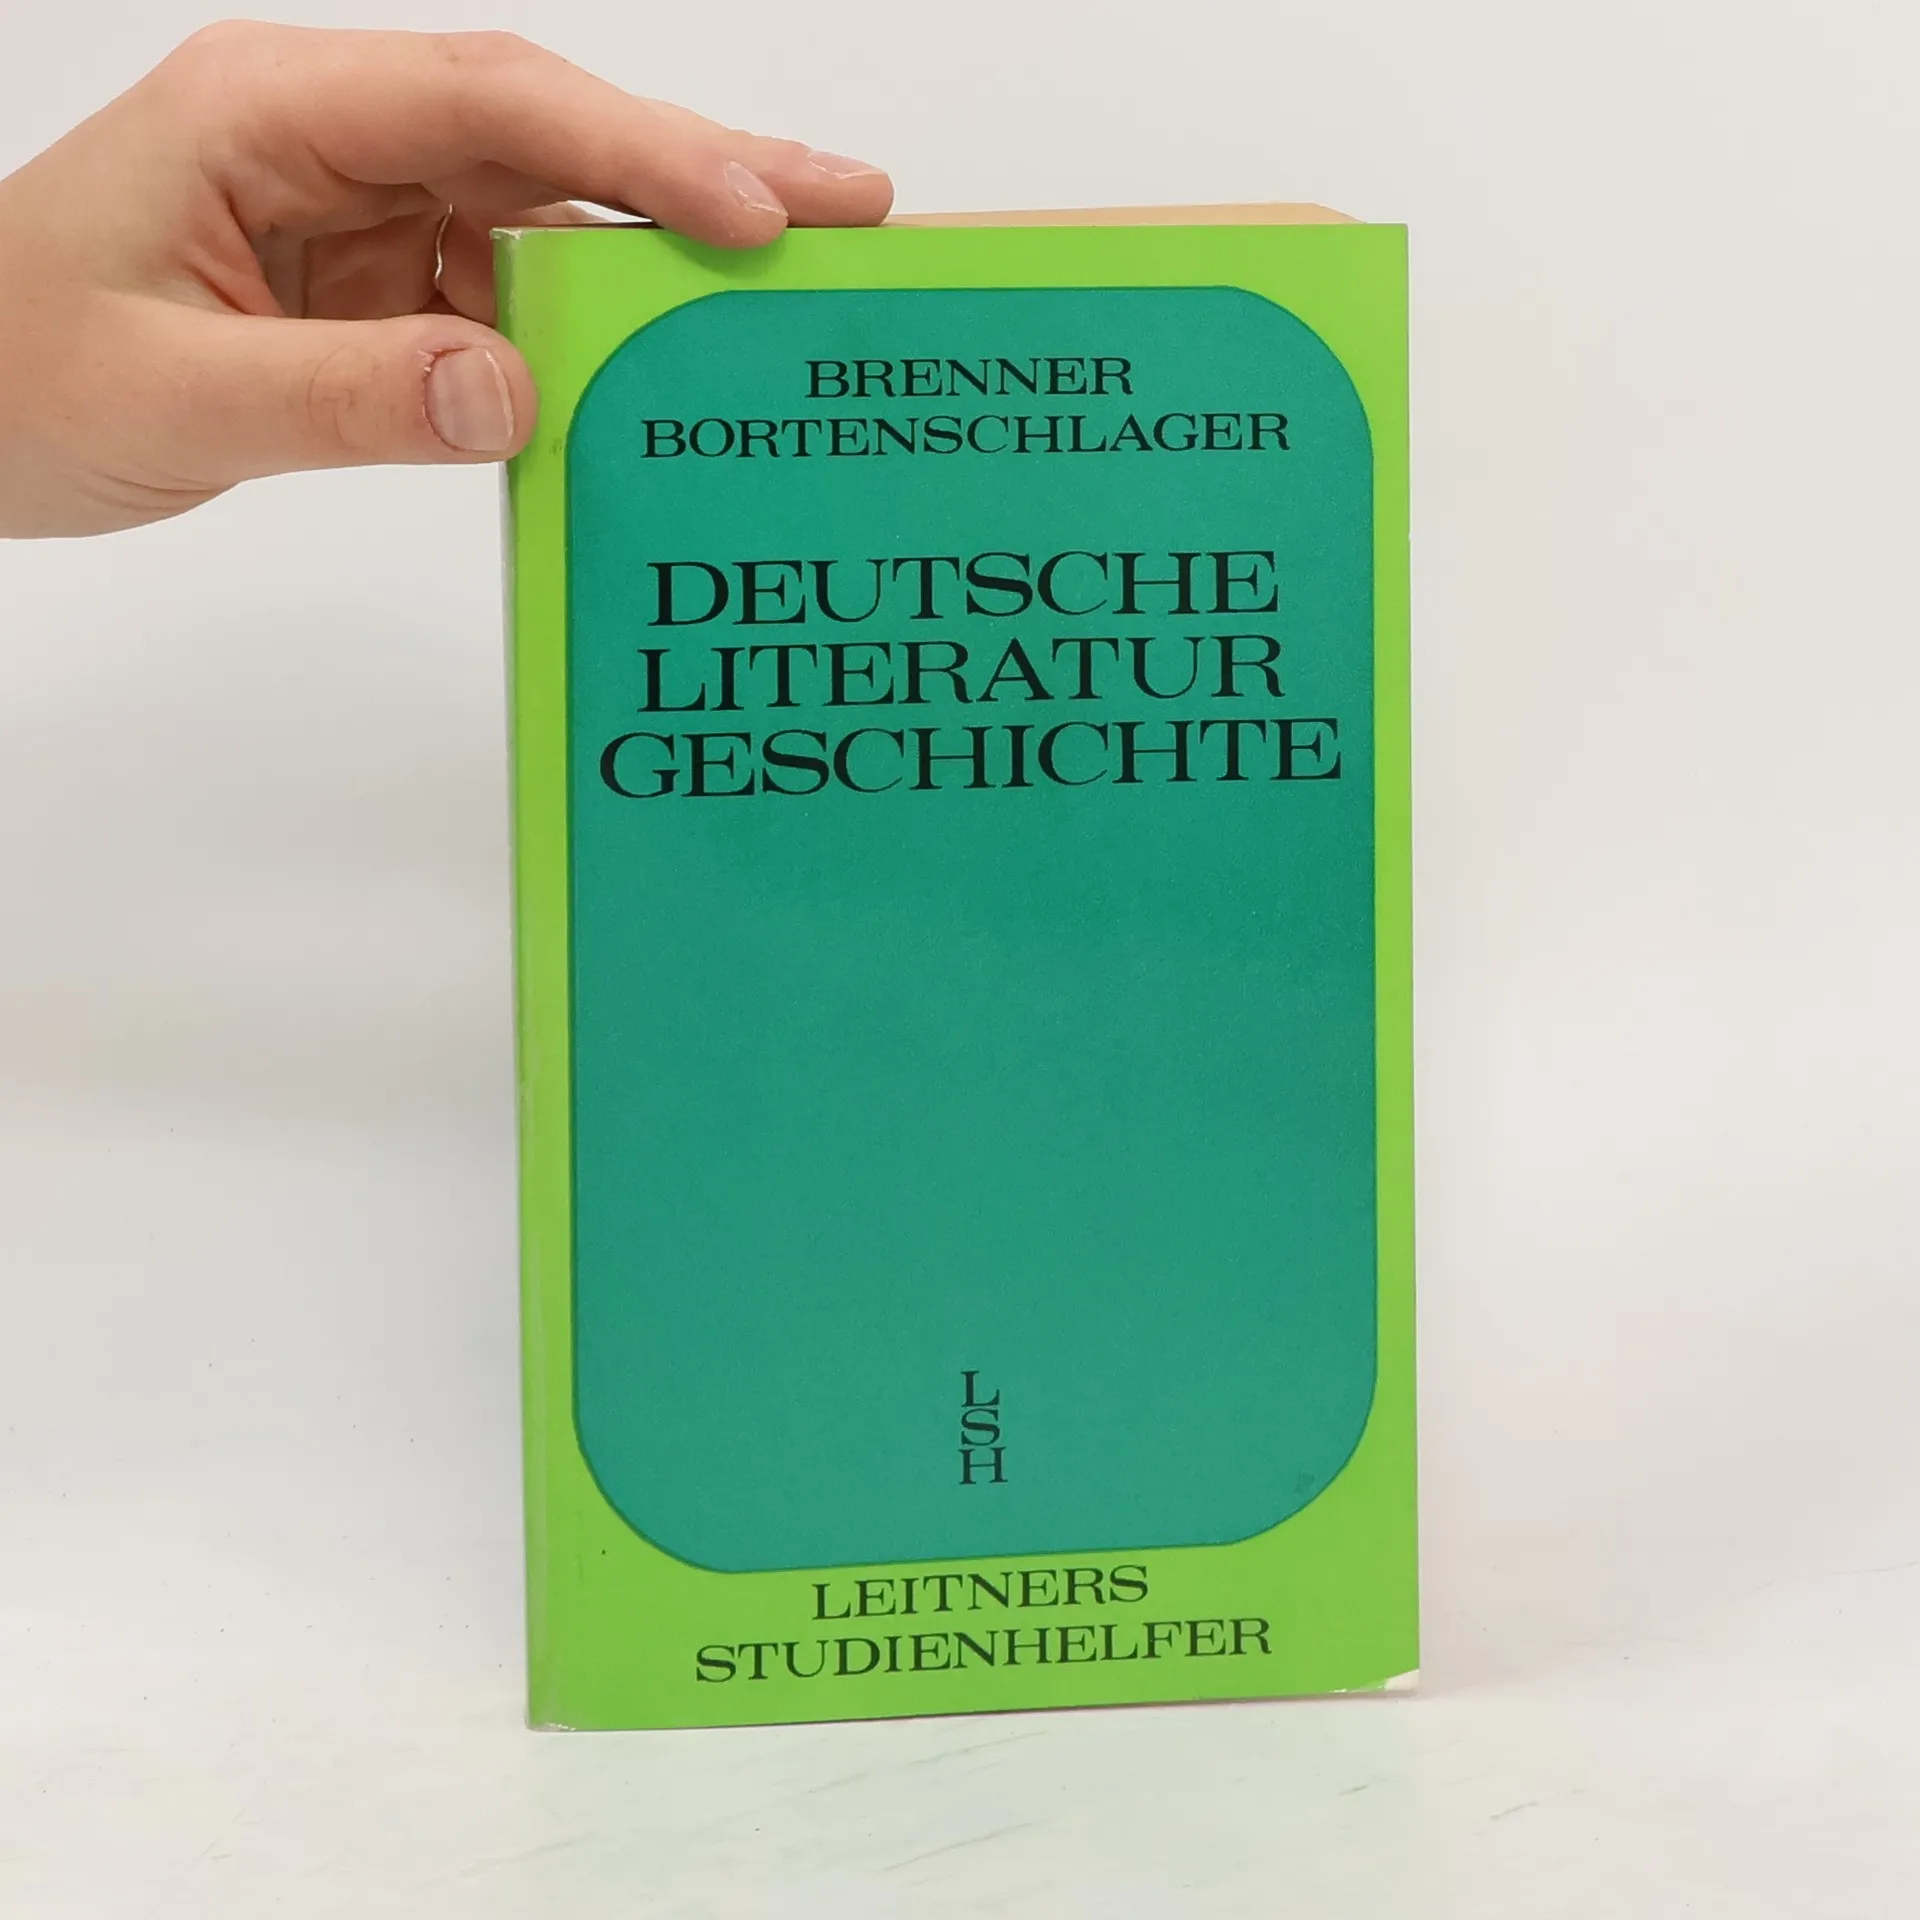 BRENNER
BORTENSCHLAGER
DEUTSCHE
LITERATUR
GESCHICHTE
L
S
H
LEITNERS
STUDIENHELFER